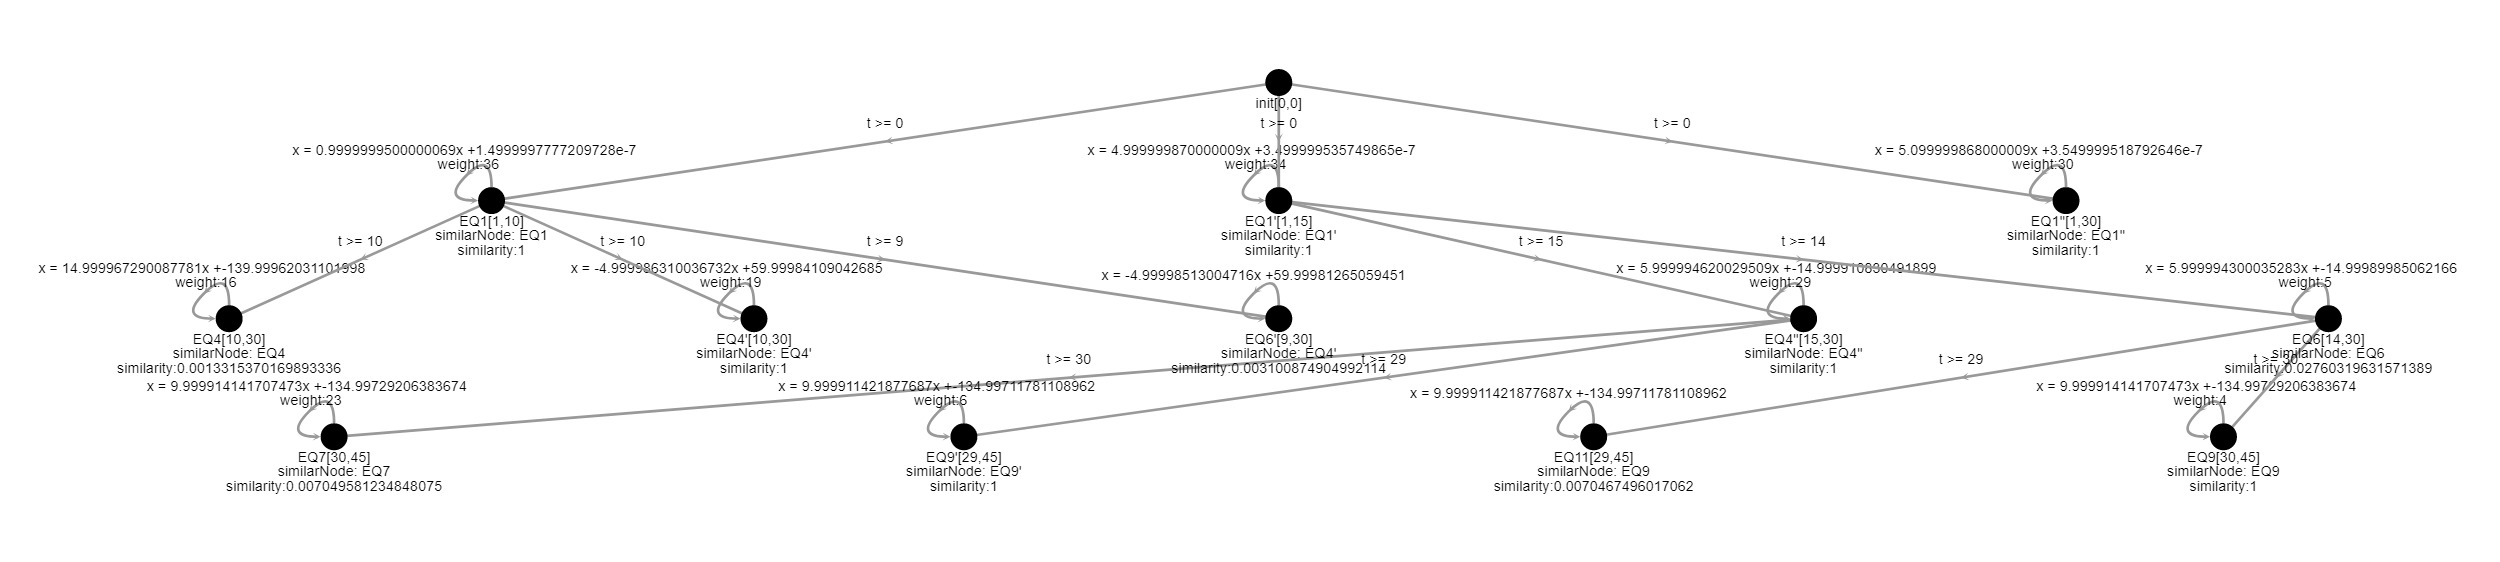 init[0,0]
t >= 0
t >= 0
t >= 0
x = 0.9999999500000069x +1.4999997777209728e-7
weight:36
x = 4.999999870000009x +3.499999535749865e-7
weight:34
x = 5.099999868000009x +3.549999518792646e-7
weight:30
EQ1[1,10]
similarNode: EQ1
similarity:1
EQ1'[1,15]
similarNode: EQ1'
similarity:1
EQ1"[1,30]
similarNode: EQ1"
similarity:1
t >= 10
t >= 10
t >= 9
t >= 15
t >= 14
x = 14.999967290087781x +-139.99962031101998
weight:16
x = -4.999986310036732x +59.99984109042685
weight:19
x = -4.99998513004716x +59.99981265059451
x = 5.999994620029509x +-14.999910880491899
weight:29
x = 5.999994300035283x +-14.99989985062166
weight:5
EQ4[10,30]
similarNode: EQ4
similarity:0.0013315370169893336
EQ4'[10,30]
similarNode: EQ4'
similarity:1
EQ6'[9,30]
similarNode: EQ4'
similarity:0.003100874904992114
EQ4"[15,30]
similarNode: EQ4"
similarity:1
EQ6[14,30]
similarNode: EQ6
similarity:0.02760319631571389
t >= 30
t >= 29
t >= 29
t >= 30
x = 9.999914141707473x +-134.99729206383674
weight:23
x = 9.999911421877687x +-134.99711781108962
weight:6
x = 9.999911421877687x +-134.99711781108962
x = 9.999914141707473x +-134.99729206383674
weight:4
EQ7[30,45]
similarNode: EQ7
similarity:0.007049581234848075
EQ9'[29,45]
similarNode: EQ9'
similarity:1
EQ11[29,45]
similarNode: EQ9
similarity:0.0070467496017062
EQ9[30,45]
similarNode: EQ9
similarity:1